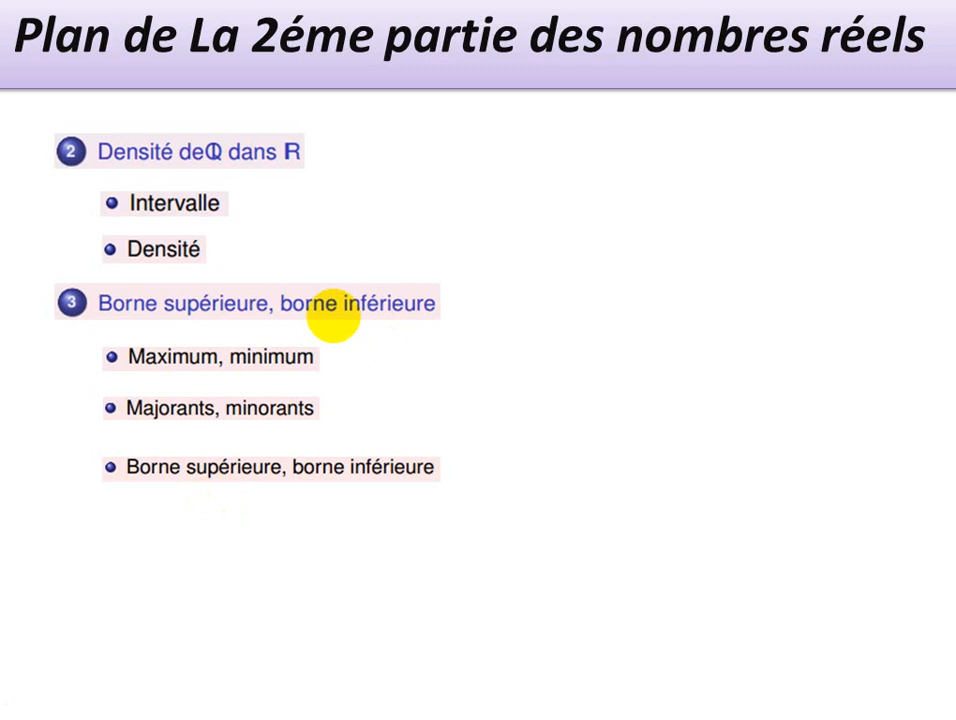 Plan de La 2éme partie des nombres réels
2 Densité de ℚ dans ℝ
Intervalle
Densité
3 Borne supérieure, borne inférieure
Maximum, minimum
Majorants, minorants
Borne supérieure, borne inférieure